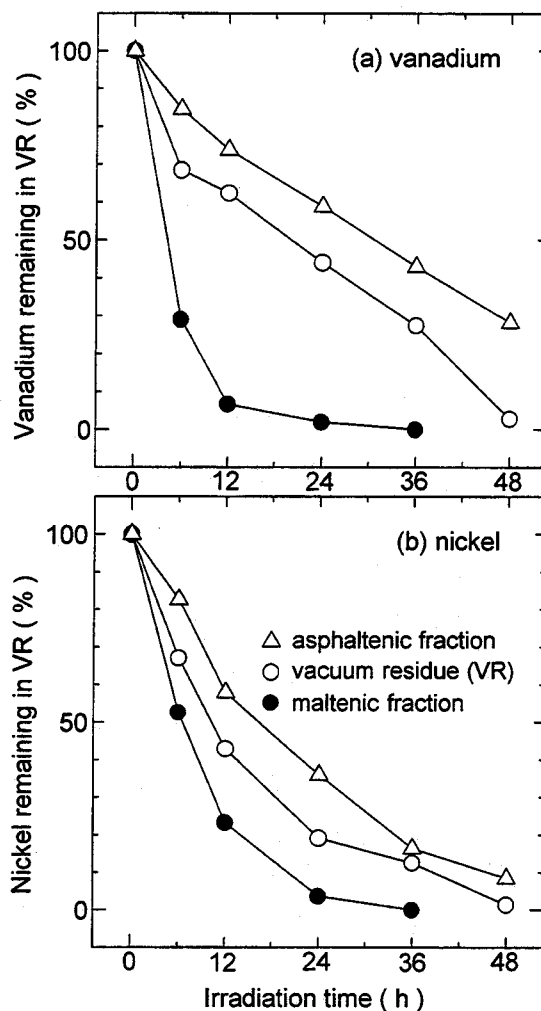 (a) vanadium
Vanadium remaining in VR ( % )
100
50
0
0 12 24 36 48
(b) nickel
Nickel remaining in VR ( % )
100
50
0
asphaltenic fraction
vacuum residue (VR)
maltenic fraction
0 12 24 36 48
Irradiation time ( h )